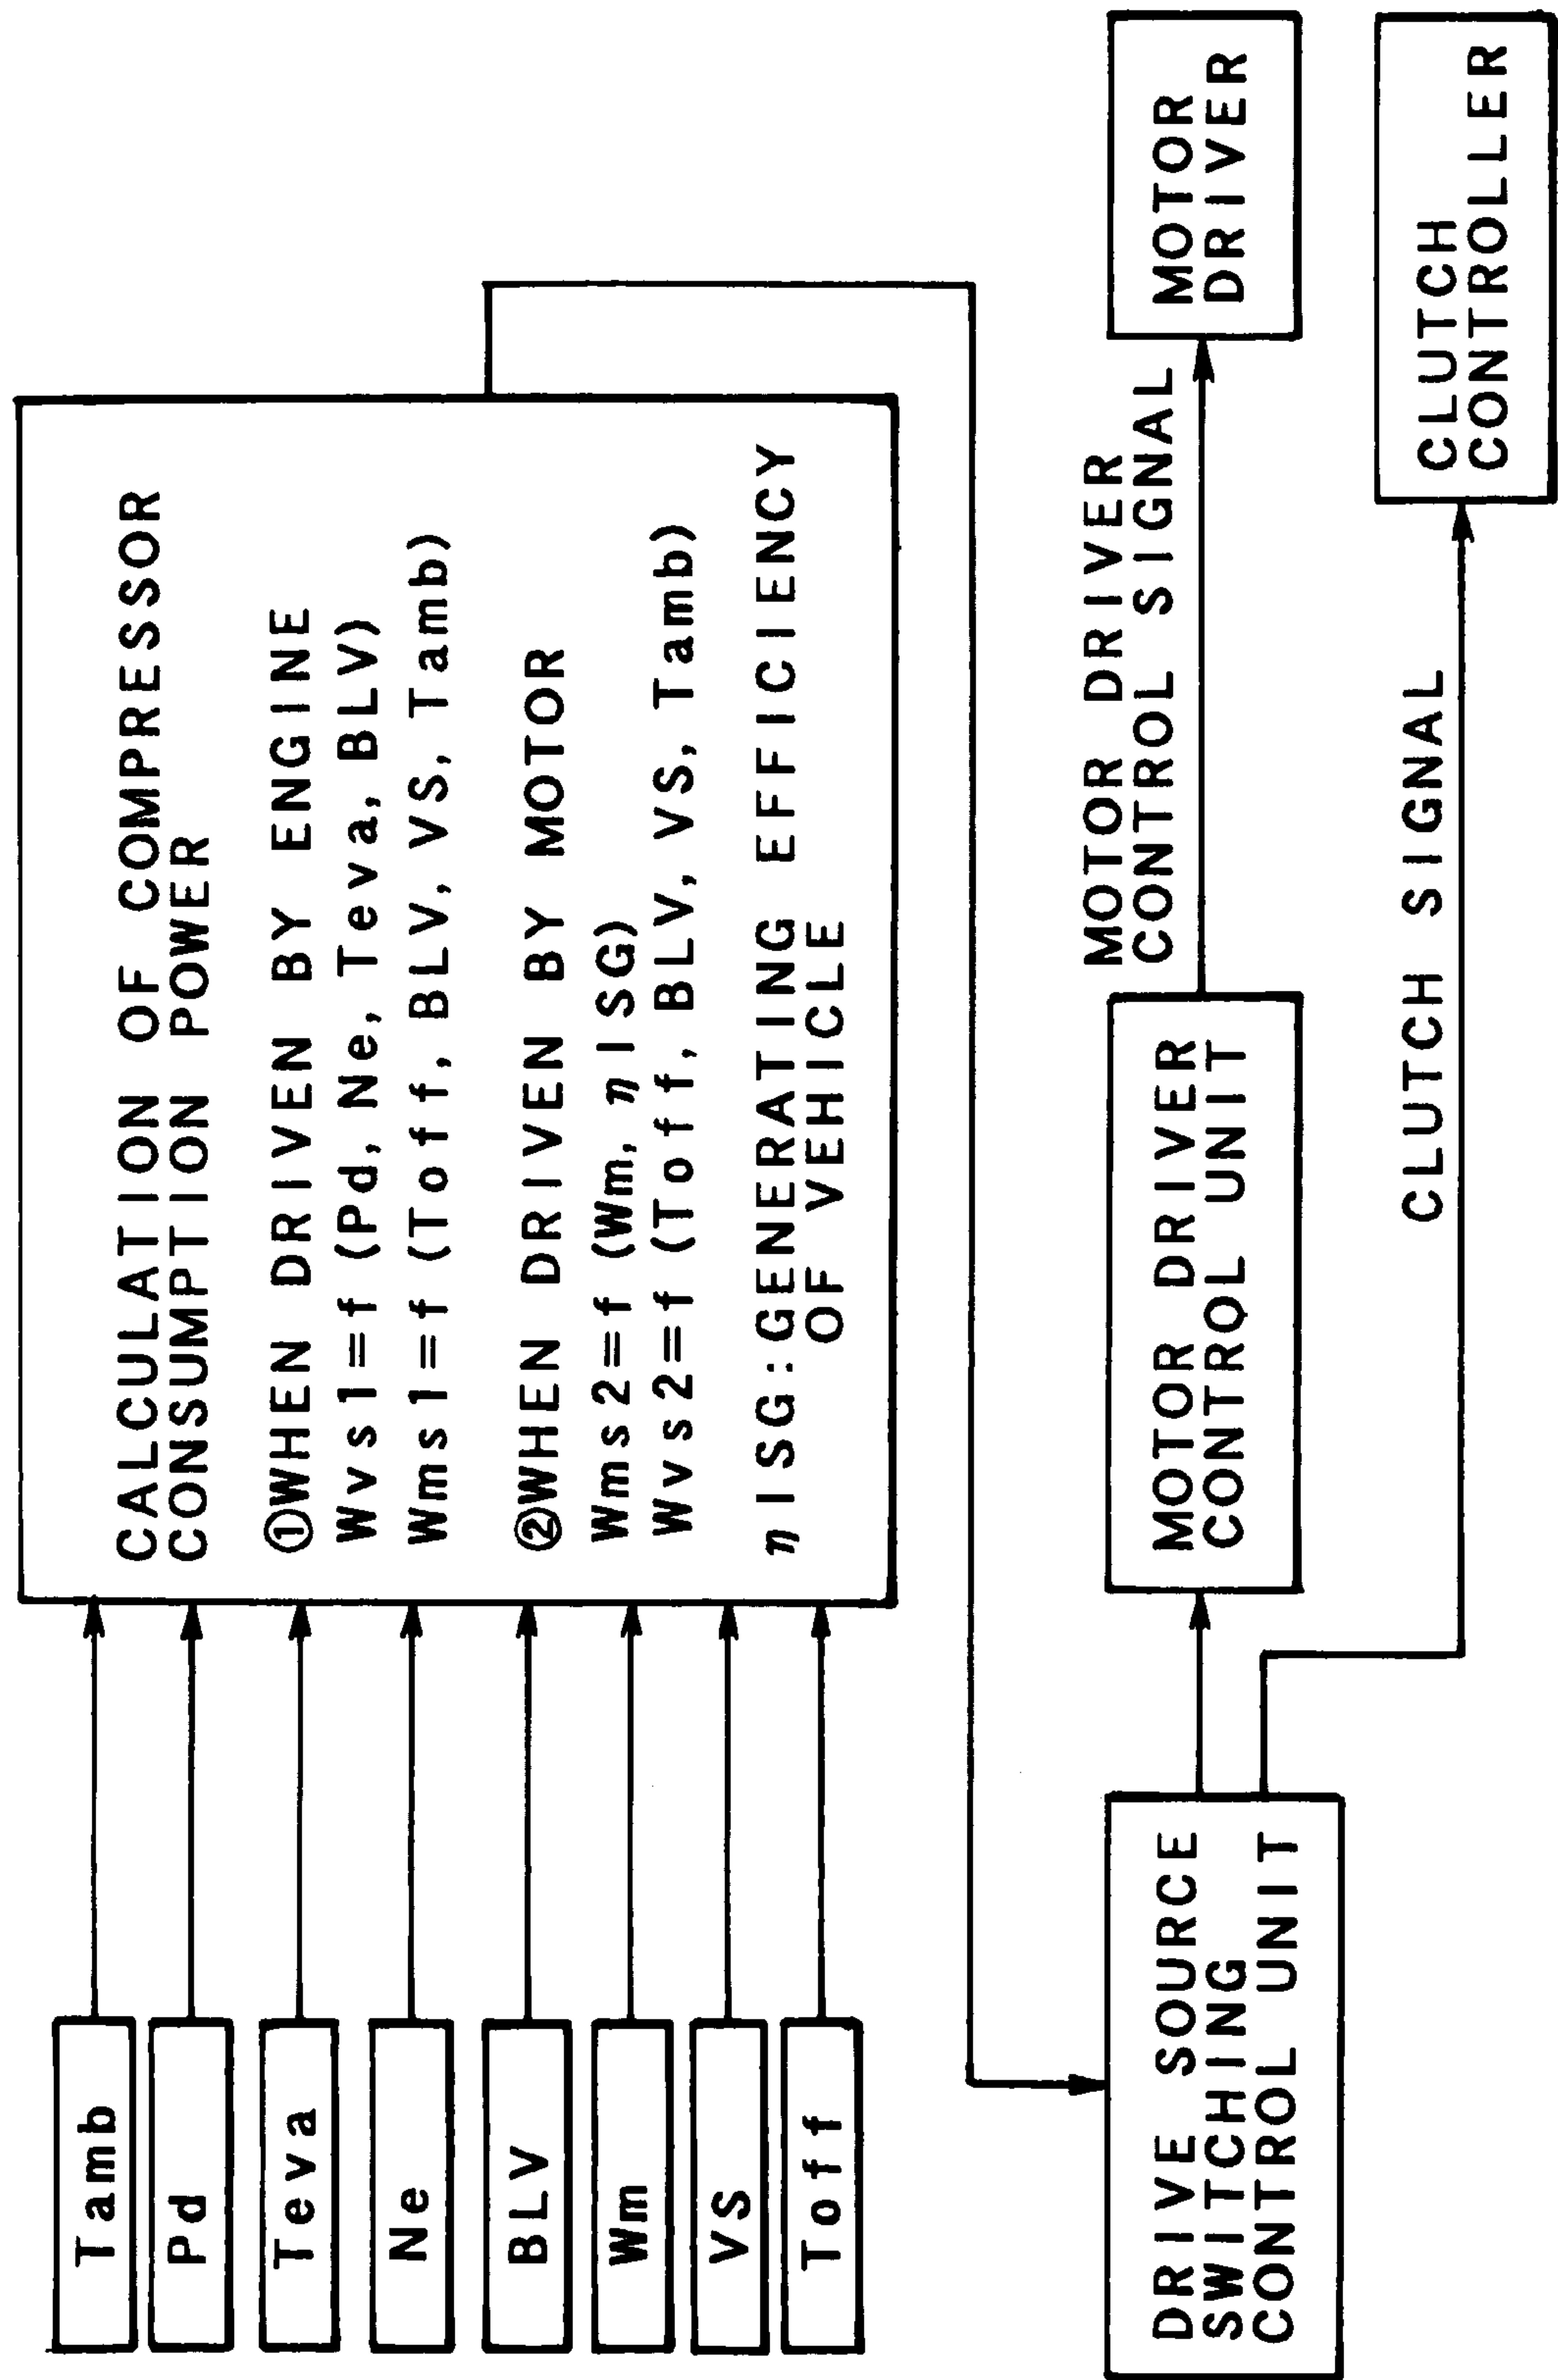 Tamb
Pd
Teva
Ne
BLV
Wm
VS
Toff
CALCULATION OF COMPRESSOR
CONSUMPTION POWER
①WHEN DRIVEN BY ENGINE
Wvs1=f (Pd, Ne, Teva, BLV)
Wms1=f (Toff, BLV, VS, Tamb)
②WHEN DRIVEN BY MOTOR
Wms2=f (Wm, η ISG)
Wvs2=f (Toff, BLV, VS, Tamb)
η ISG:GENERATING EFFICIENCY
OF VEHICLE
DRIVE SOURCE
SWITCHING
CONTROL UNIT
MOTOR DRIVER
CONTROL UNIT
MOTOR DRIVER
CONTROL SIGNAL
MOTOR
DRIVER
CLUTCH SIGNAL
CLUTCH
CONTROLLER